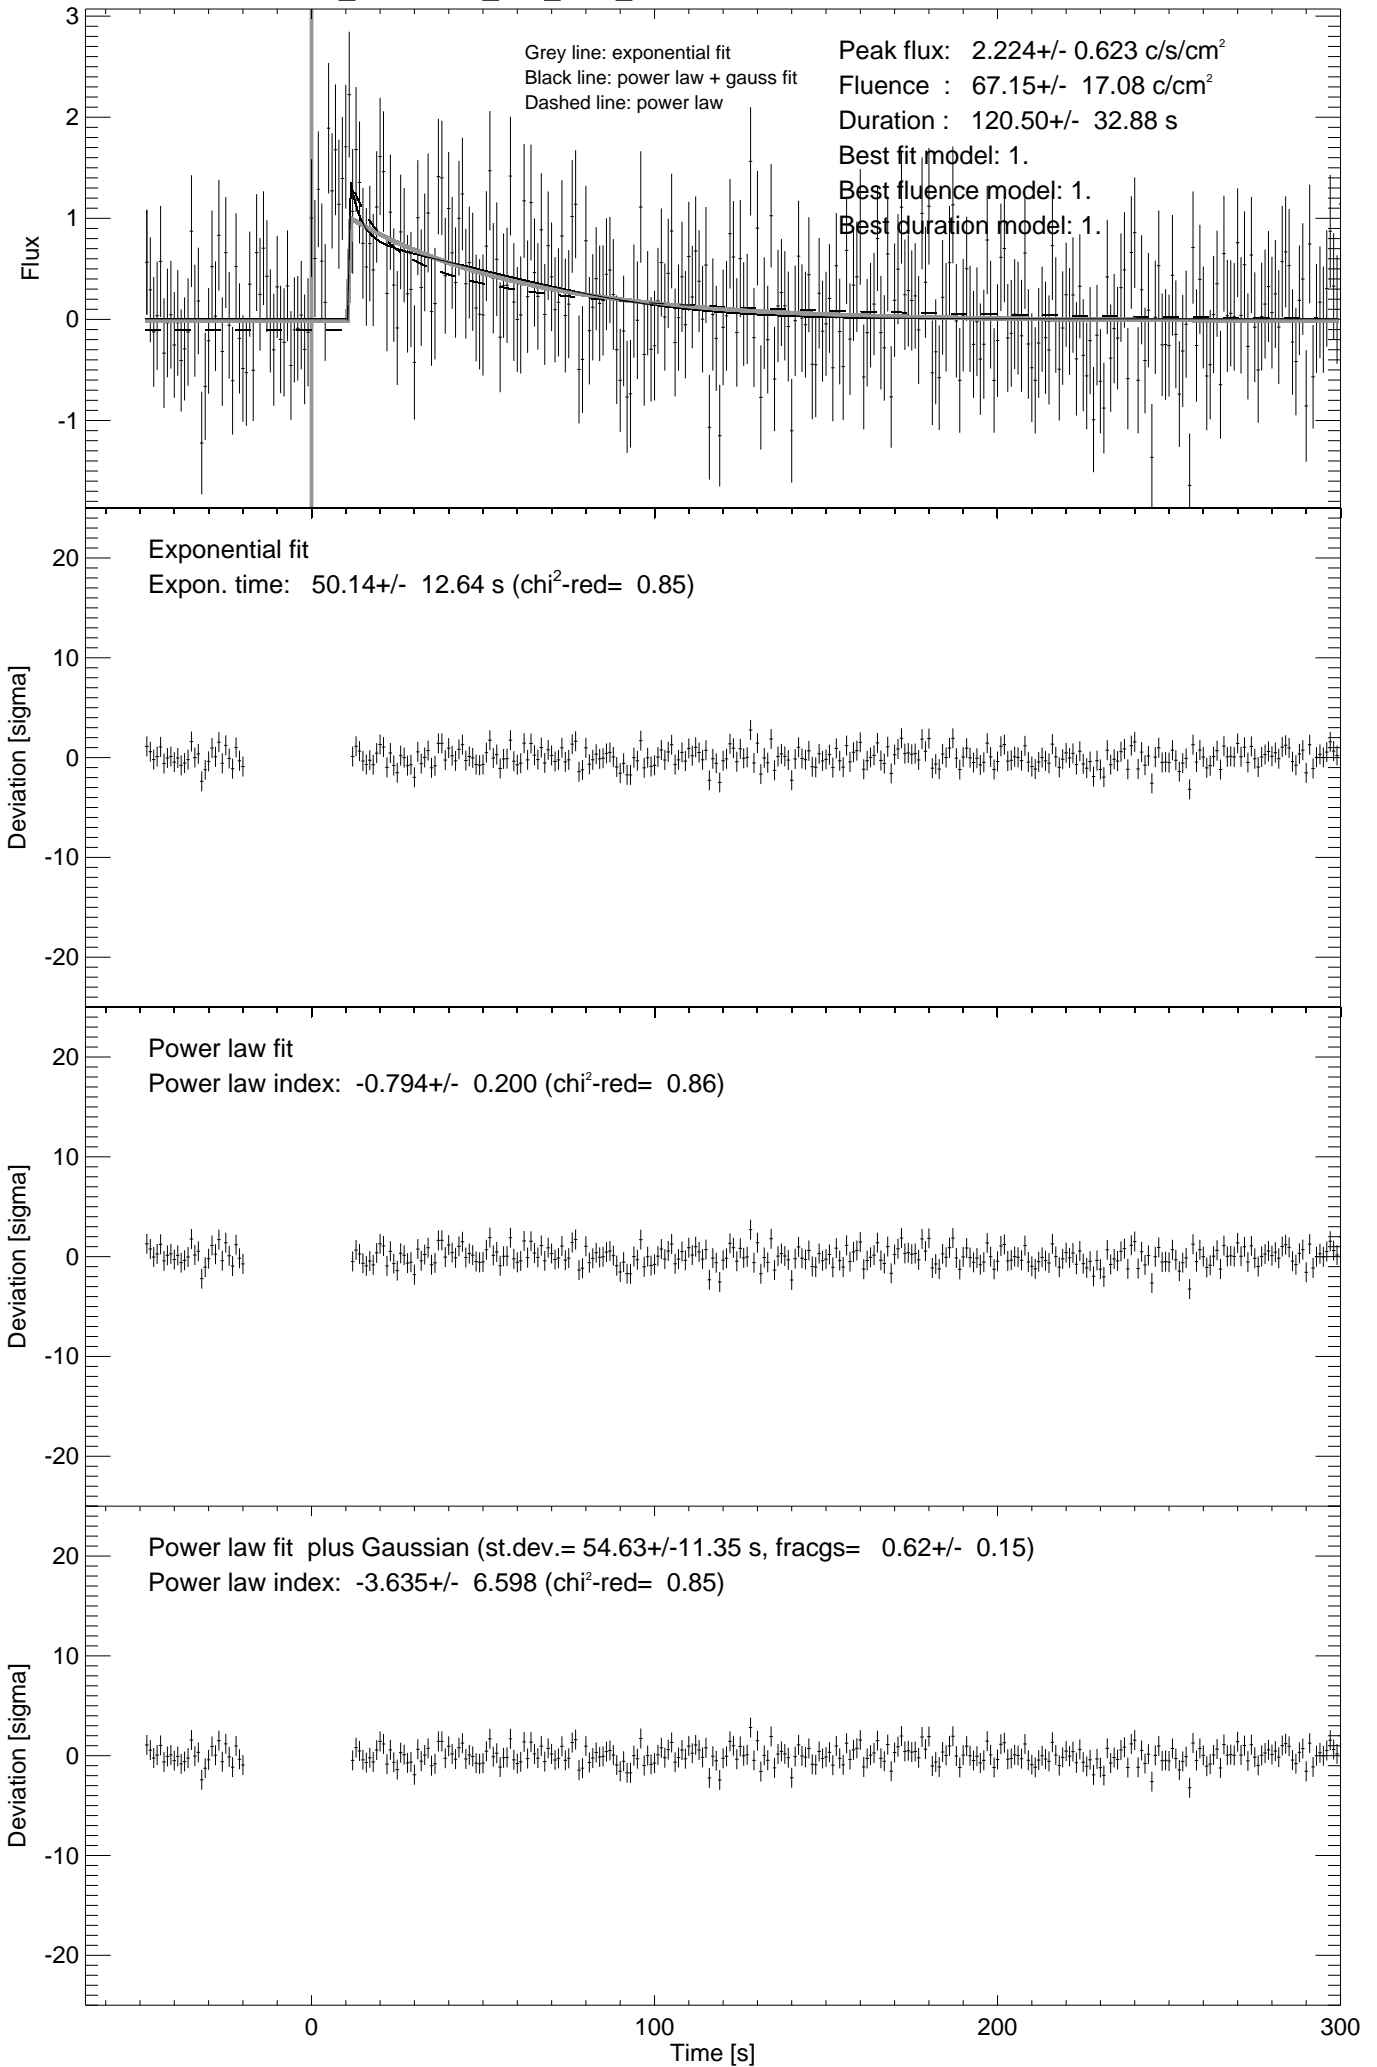 3
2
1
0
-1
Flux
Grey line: exponential fit
Black line: power law + gauss fit
Dashed line: power law
Peak flux: 2.224+/- 0.623 c/s/cm²
Fluence : 67.15+/- 17.08 c/cm²
Duration : 120.50+/- 32.88 s
Best fit model: 1.
Best fluence model: 1.
Best duration model: 1.
Exponential fit
Expon. time: 50.14+/- 12.64 s (chi²-red= 0.85)
20
10
0
-10
-20
Deviation [sigma]
Power law fit
Power law index: -0.794+/- 0.200 (chi²-red= 0.86)
20
10
0
-10
-20
Deviation [sigma]
Power law fit plus Gaussian (st.dev.= 54.63+/-11.35 s, fracgs= 0.62+/- 0.15)
Power law index: -3.635+/- 6.598 (chi²-red= 0.85)
20
10
0
-10
-20
Deviation [sigma]
0 100 200 300
Time [s]